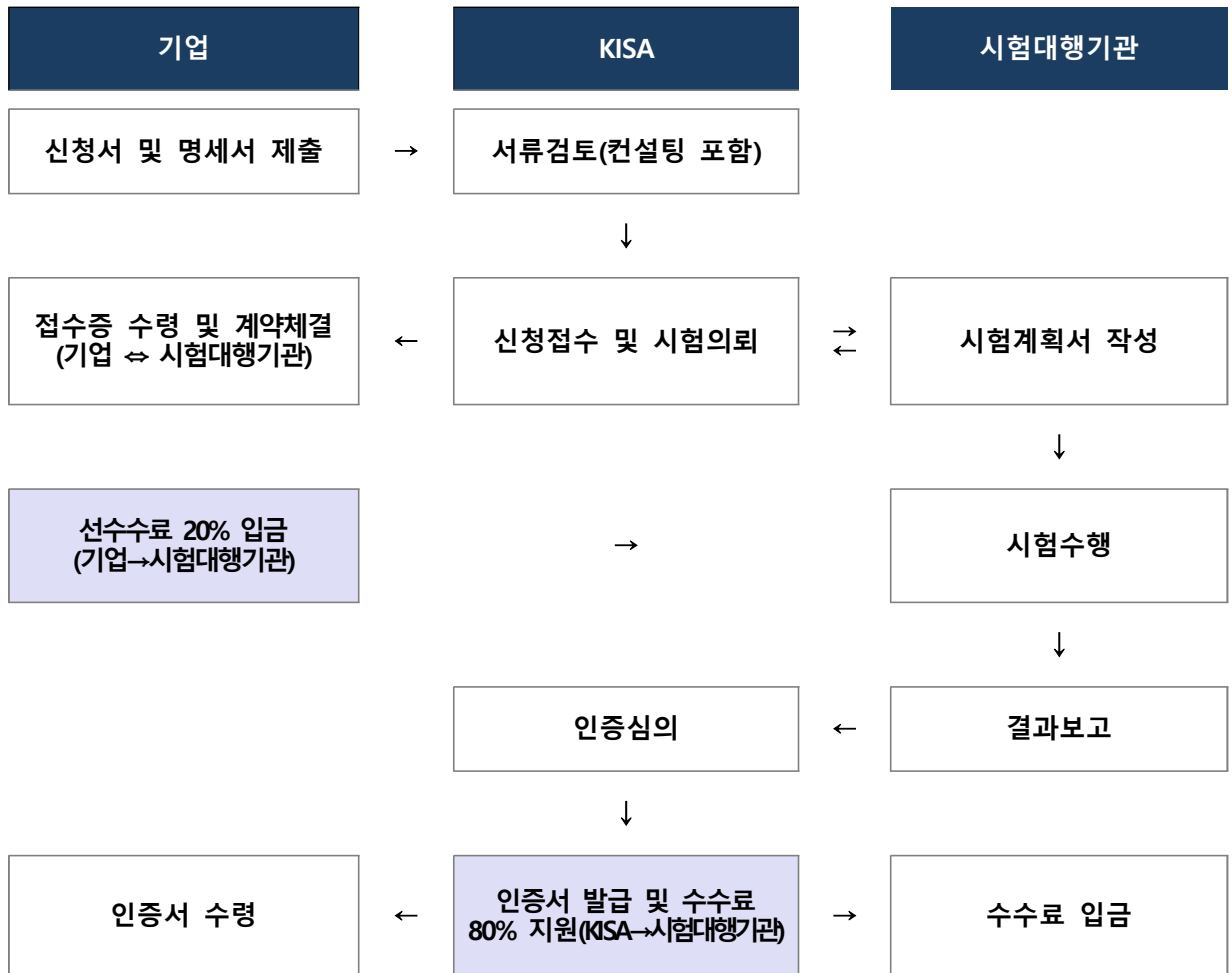 기업
KISA
시험대행기관
신청서 및 명세서 제출
→
서류검토(컨설팅 포함)
↓
접수증 수령 및 계약체결
(기업 ⇔ 시험대행기관)
←
신청접수 및 시험의뢰
→
←
시험계획서 작성
↓
선수수료 20% 입금
(기업→시험대행기관)
→
시험수행
↓
인증심의
←
결과보고
↓
인증서 수령
←
인증서 발급 및 수수료
80% 지원(KISA→시험대행기관)
→
수수료 입금